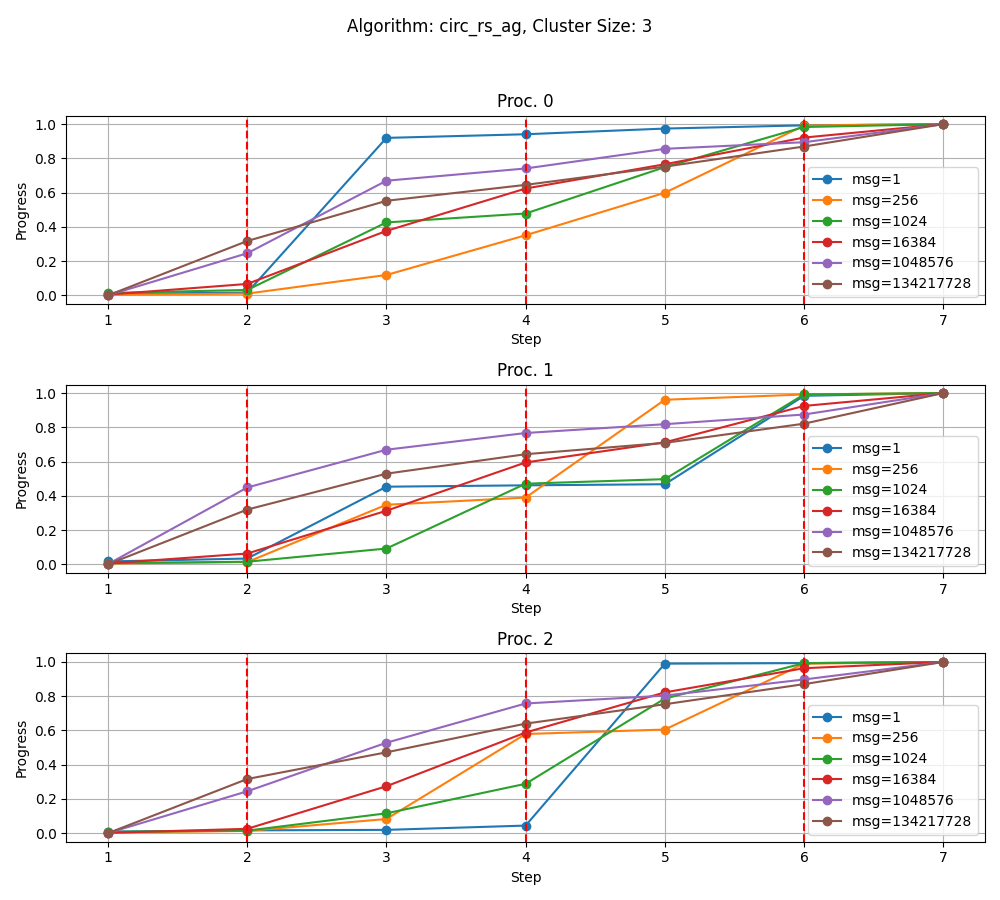 Algorithm: circ_rs_ag, Cluster Size: 3
Proc. 0
1.0
0.8
0.6
0.4
0.2
0.0
Progress
msg=1
msg=256
msg=1024
msg=16384
msg=1048576
msg=134217728
1 2 3 4 5 6 7
Step
Proc. 1
1.0
0.8
0.6
0.4
0.2
0.0
Progress
msg=1
msg=256
msg=1024
msg=16384
msg=1048576
msg=134217728
1 2 3 4 5 6 7
Step
Proc. 2
1.0
0.8
0.6
0.4
0.2
0.0
Progress
msg=1
msg=256
msg=1024
msg=16384
msg=1048576
msg=134217728
1 2 3 4 5 6 7
Step